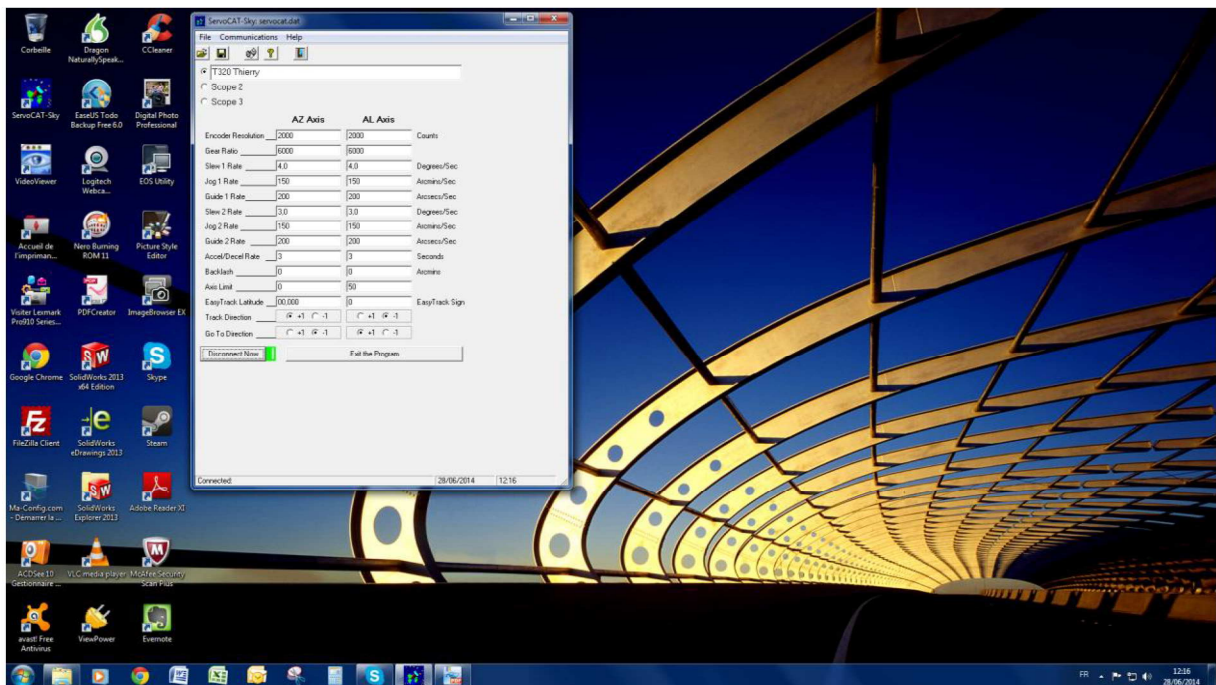 Corbeille
Dragon
NaturallySpeak...
CCleaner
ServoCAT-Sky
EaseUS Todo
Backup Free 6.0
Digital Photo
Professional
VideoViewer
Logitech
Webca...
EOS Utility
Accueil de
l'impriman...
Nero Burning
ROM 11
Picture Style
Editor
Visiter Lexmark
Pro910 Series...
PDFCreator
ImageBrowser EX
Google Chrome
SolidWorks 2013
x64 Edition
Skype
FileZilla Client
SolidWorks
eDrawings 2013
Steam
Ma-Config.com
- Démarrer la ...
SolidWorks
Explorer 2013
Adobe Reader XI
ACDSee 10
Gestionnaire ...
VLC media player
McAfee Security
Scan Plus
avast! Free
Antivirus
ViewPower
Evernote
ServoCAT-Sky: servocat.dat
File Communications Help
T320 Thierry
Scope 2
Scope 3
AZ Axis AL Axis
Encoder Resolution 2000 2000 Counts
Gear Ratio 6000 6000
Slew 1 Rate 4,0 4,0 Degrees/Sec
Jog 1 Rate 150 150 Arcmins/Sec
Guide 1 Rate 200 200 Arcsecs/Sec
Slew 2 Rate 3,0 3,0 Degrees/Sec
Jog 2 Rate 150 150 Arcmins/Sec
Guide 2 Rate 200 200 Arcsecs/Sec
Accel/Decel Rate 3 3 Seconds
Backlash 0 0 Arcmins
Axis Limit 0 50
EasyTrack Latitude 00,000 0 EasyTrack Sign
Track Direction +1 -1 +1 -1
Go To Direction +1 -1 +1 -1
Disconnect Now Exit the Program
Connected: 28/06/2014 12:16
FR 12:16
28/06/2014